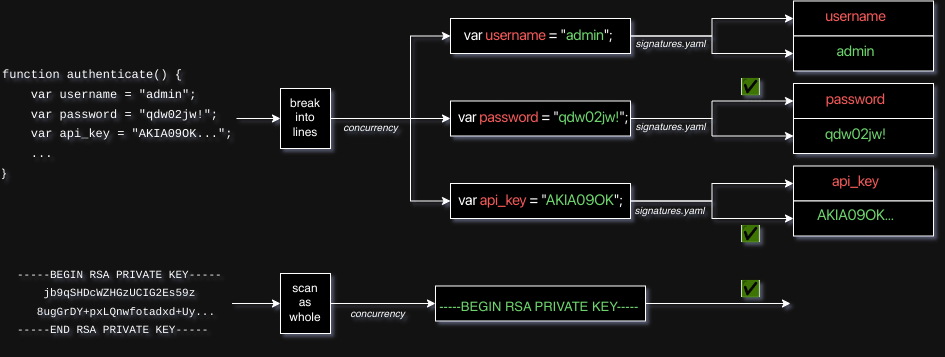 function authenticate() {
var username = "admin";
var password = "qdw02jw!";
var api_key = "AKIA09OK...";
...
}
break
into
lines
concurrency
var username = "admin";
signatures.yaml
username
admin
var password = "qdw02jw!";
signatures.yaml
password
qdw02jw!
var api_key = "AKIA09OK";
signatures.yaml
api_key
AKIA09OK...
-----BEGIN RSA PRIVATE KEY-----
jb9qSHDcWZHGzUCIG2Es59z
8ugGrDY+pxLQnwfotadxd+Uy...
-----END RSA PRIVATE KEY-----
scan
as
whole
concurrency
-----BEGIN RSA PRIVATE KEY-----